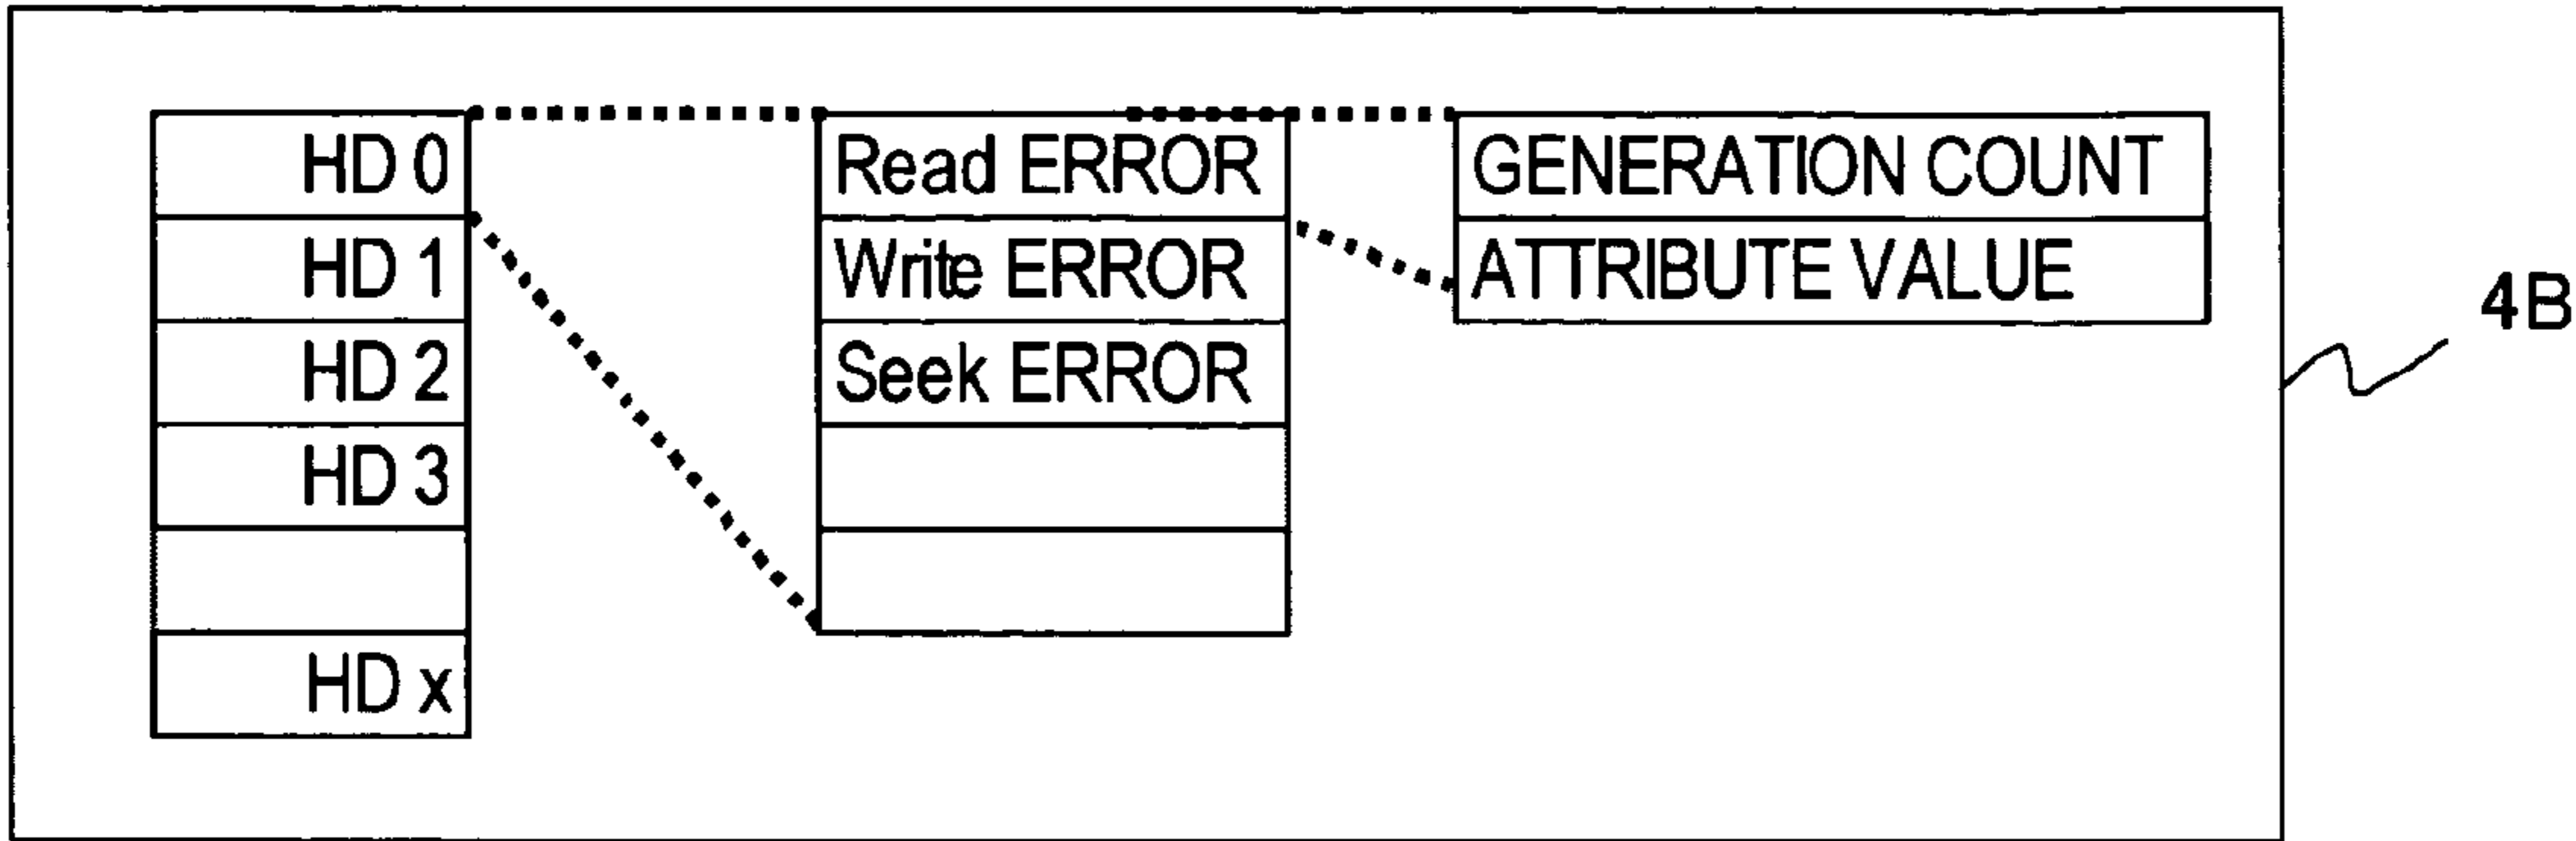 HD 0
HD 1
HD 2
HD 3
HD x
Read ERROR
Write ERROR
Seek ERROR
GENERATION COUNT
ATTRIBUTE VALUE
4B